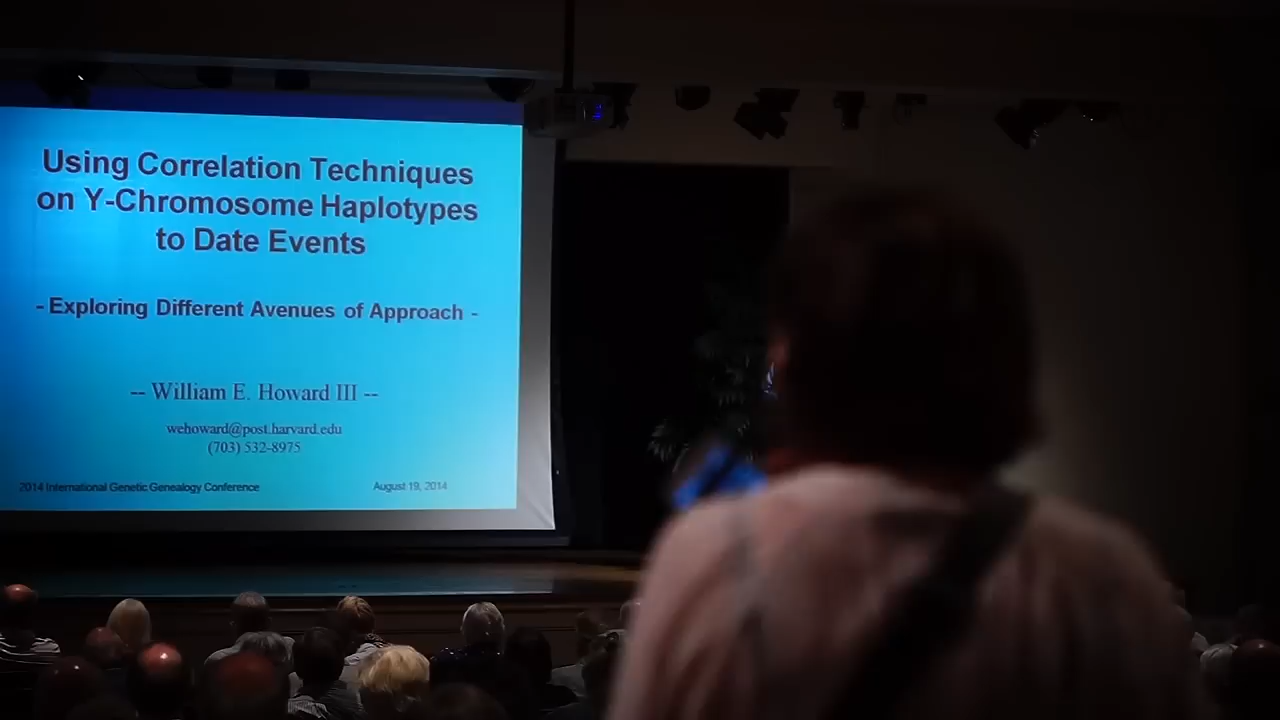 Using Correlation Techniques
on Y-Chromosome Haplotypes
to Date Events
- Exploring Different Avenues of Approach -
-- William E. Howard III --
wehoward@post.harvard.edu
(703) 532-8975
2014 International Genetic Genealogy Conference
August 19, 2014